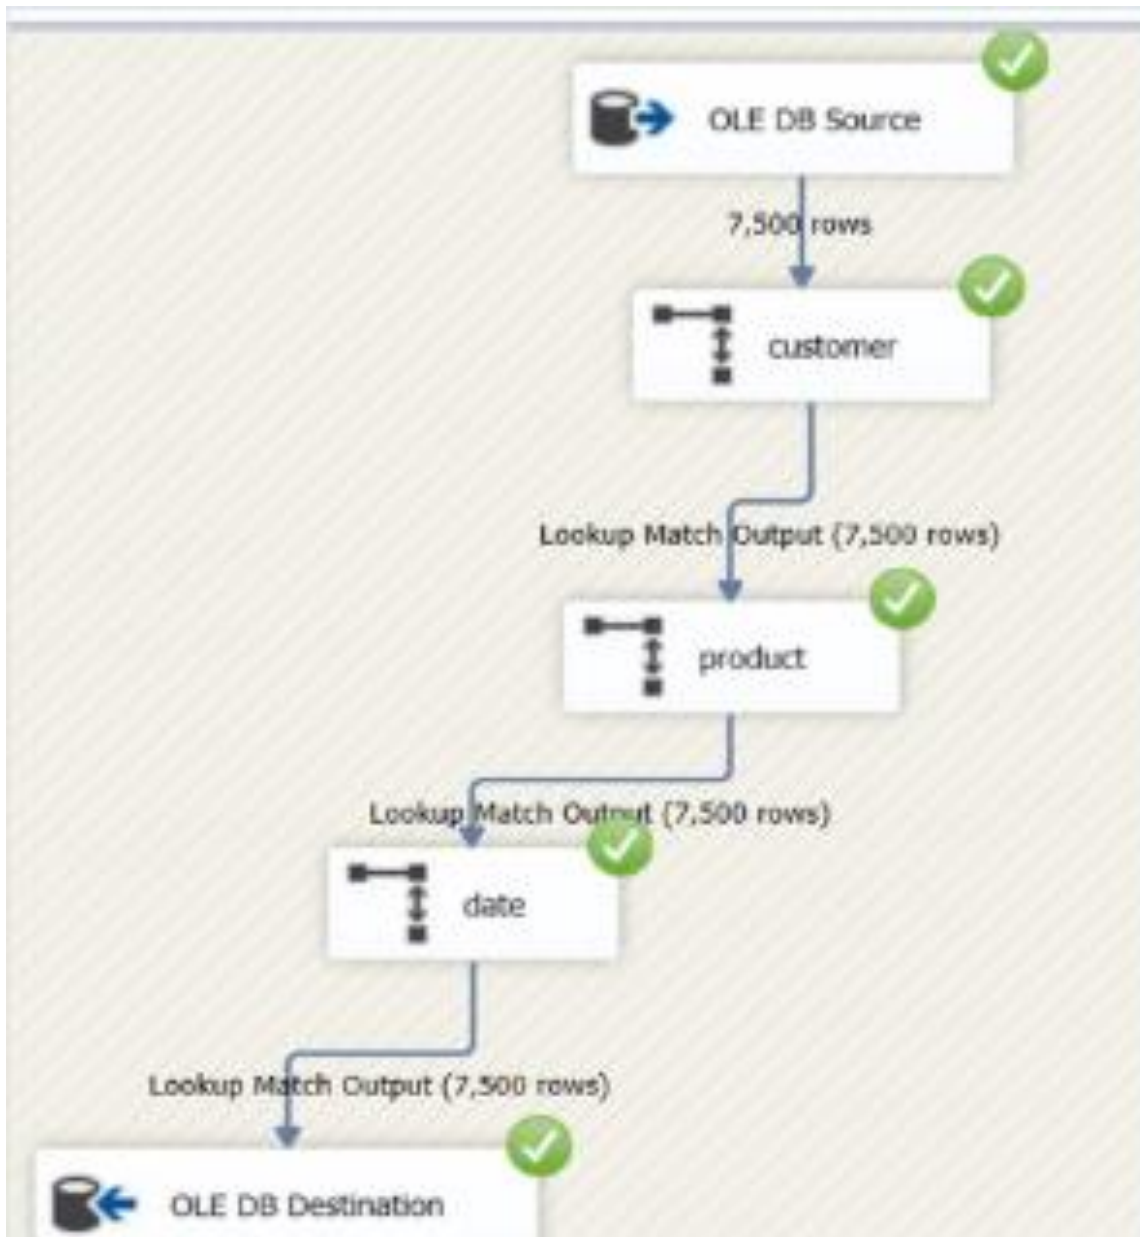 OLE DB Source
7,500 rows
customer
Lookup Match Output (7,500 rows)
product
Lookup Match Output (7,500 rows)
date
Lookup Match Output (7,500 rows)
OLE DB Destination